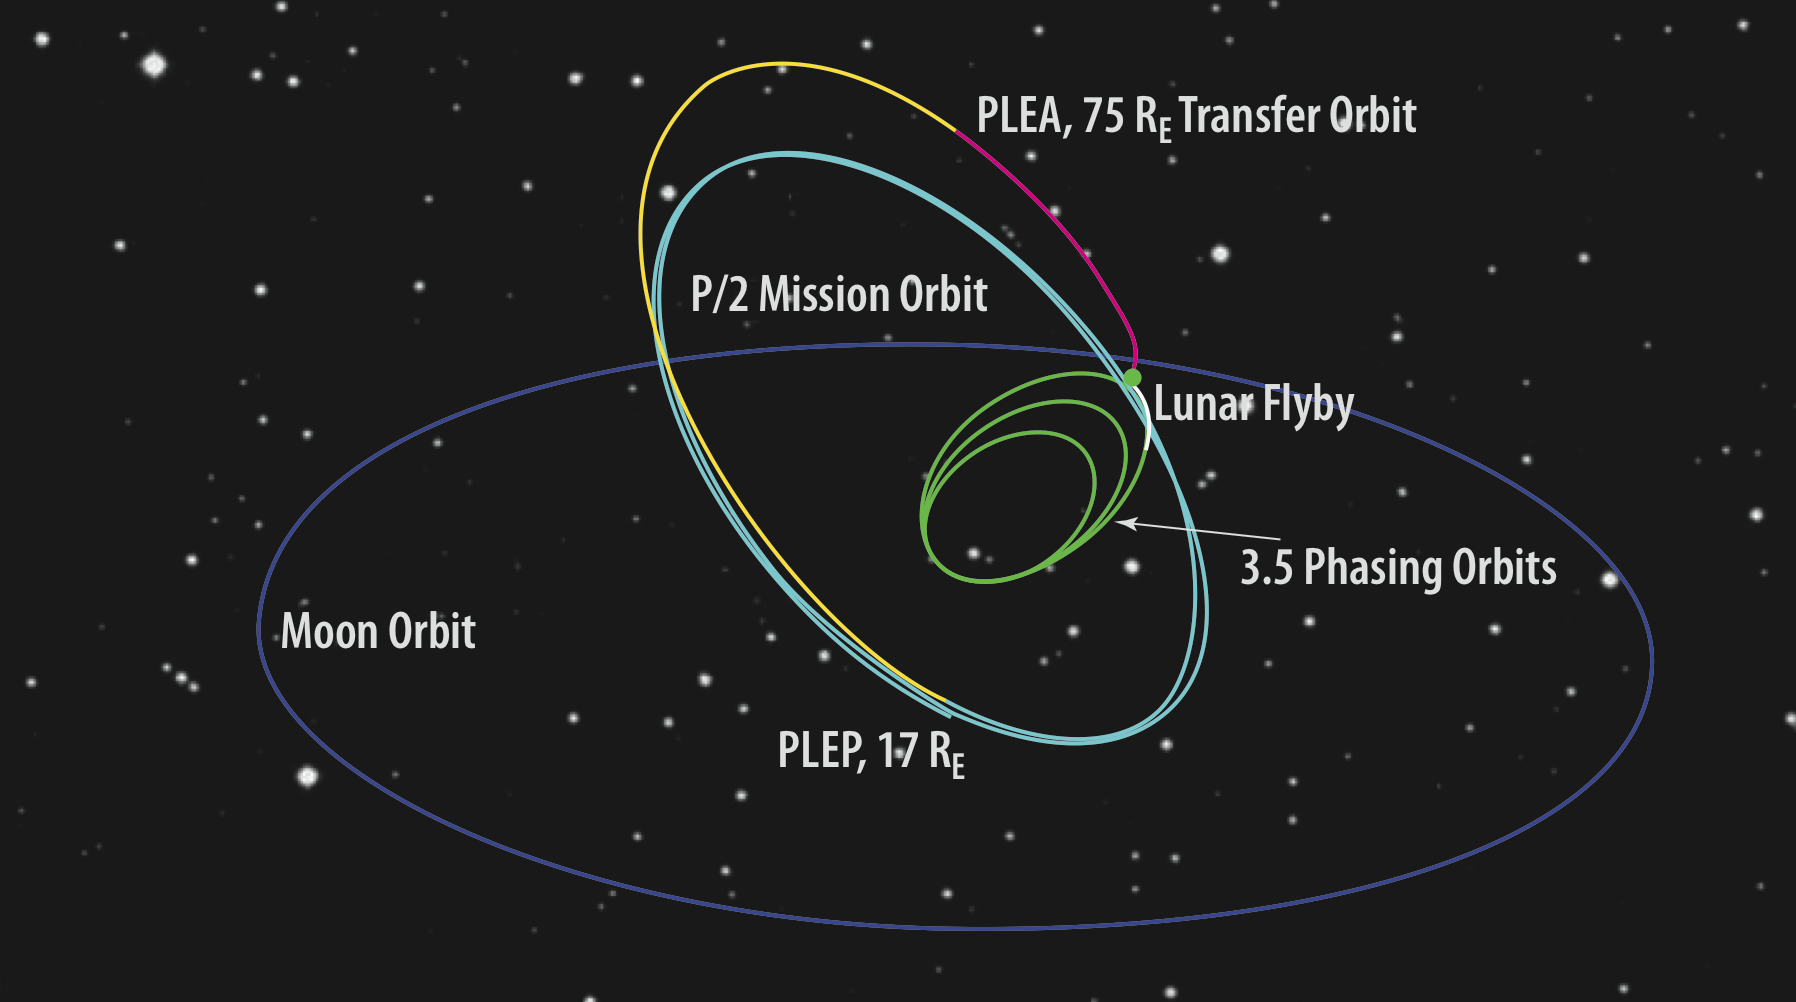 PLEA, 75 RE Transfer Orbit
P/2 Mission Orbit
Lunar Flyby
3.5 Phasing Orbits
Moon Orbit
PLEP, 17 RE